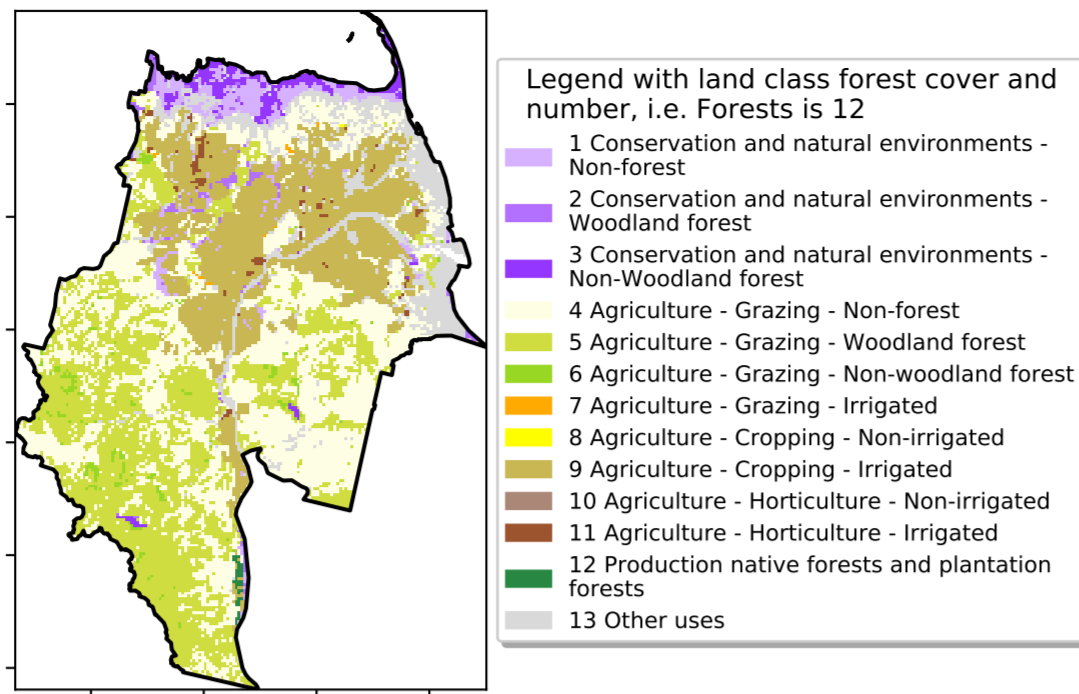 Legend with land class forest cover and
number, i.e. Forests is 12
1 Conservation and natural environments -
Non-forest
2 Conservation and natural environments -
Woodland forest
3 Conservation and natural environments -
Non-Woodland forest
4 Agriculture - Grazing - Non-forest
5 Agriculture - Grazing - Woodland forest
6 Agriculture - Grazing - Non-woodland forest
7 Agriculture - Grazing - Irrigated
8 Agriculture - Cropping - Non-irrigated
9 Agriculture - Cropping - Irrigated
10 Agriculture - Horticulture - Non-irrigated
11 Agriculture - Horticulture - Irrigated
12 Production native forests and plantation
forests
13 Other uses